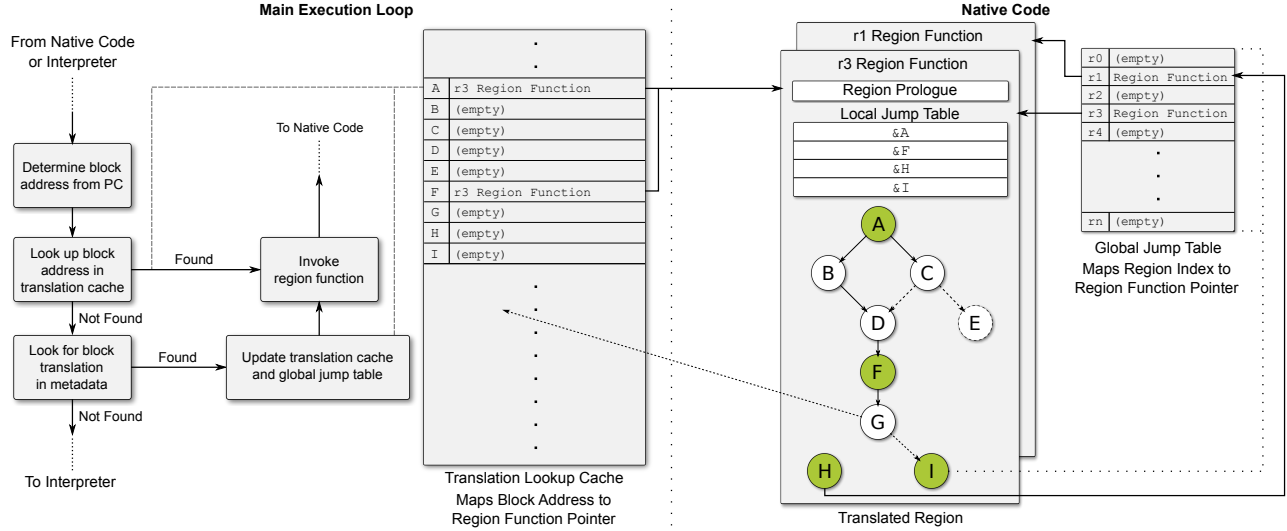 Main Execution Loop
Native Code
From Native Code
or Interpreter
Determine block
address from PC
Look up block
address in
translation cache
Found
Not Found
Look for block
translation
in metadata
Found
Not Found
To Interpreter
To Native Code
Invoke
region function
Update translation cache
and global jump table
A r3 Region Function
B (empty)
C (empty)
D (empty)
E (empty)
F r3 Region Function
G (empty)
H (empty)
I (empty)
Translation Lookup Cache
Maps Block Address to
Region Function Pointer
r1 Region Function
r3 Region Function
Region Prologue
Local Jump Table
&A
&F
&H
&I
A
B
C
D
E
F
G
H
I
Translated Region
r0 (empty)
r1 Region Function
r2 (empty)
r3 Region Function
r4 (empty)
rn (empty)
Global Jump Table
Maps Region Index to
Region Function Pointer